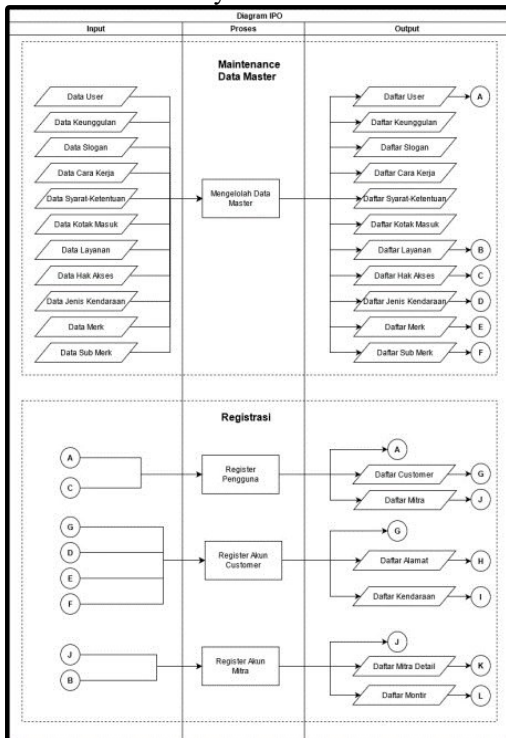 Diagram IPO
Input Proses Output
Maintenance
Data Master
Data User
Data Keunggulan
Data Slogan
Data Cara Kerja
Data Syarat-Ketentuan
Data Kotak Masuk
Data Layanan
Data Hak Akses
Data Jenis Kendaraan
Data Merk
Data Sub Merk
Mengelolah Data
Master
Daftar User A
Daftar Keunggulan
Daftar Slogan
Daftar Cara Kerja
Daftar Syarat-Ketentuan
Daftar Kotak Masuk
Daftar Layanan B
Daftar Hak Akses C
Daftar Jenis Kendaraan D
Daftar Merk E
Daftar Sub Merk F
Registrasi
A
C
Register
Pengguna
A
Daftar Customer G
Daftar Mitra J
G
D
E
F
Register Akun
Customer
G
Daftar Alamat H
Daftar Kendaraan I
J
B
Register Akun
Mitra
J
Daftar Mitra Detail K
Daftar Montir L